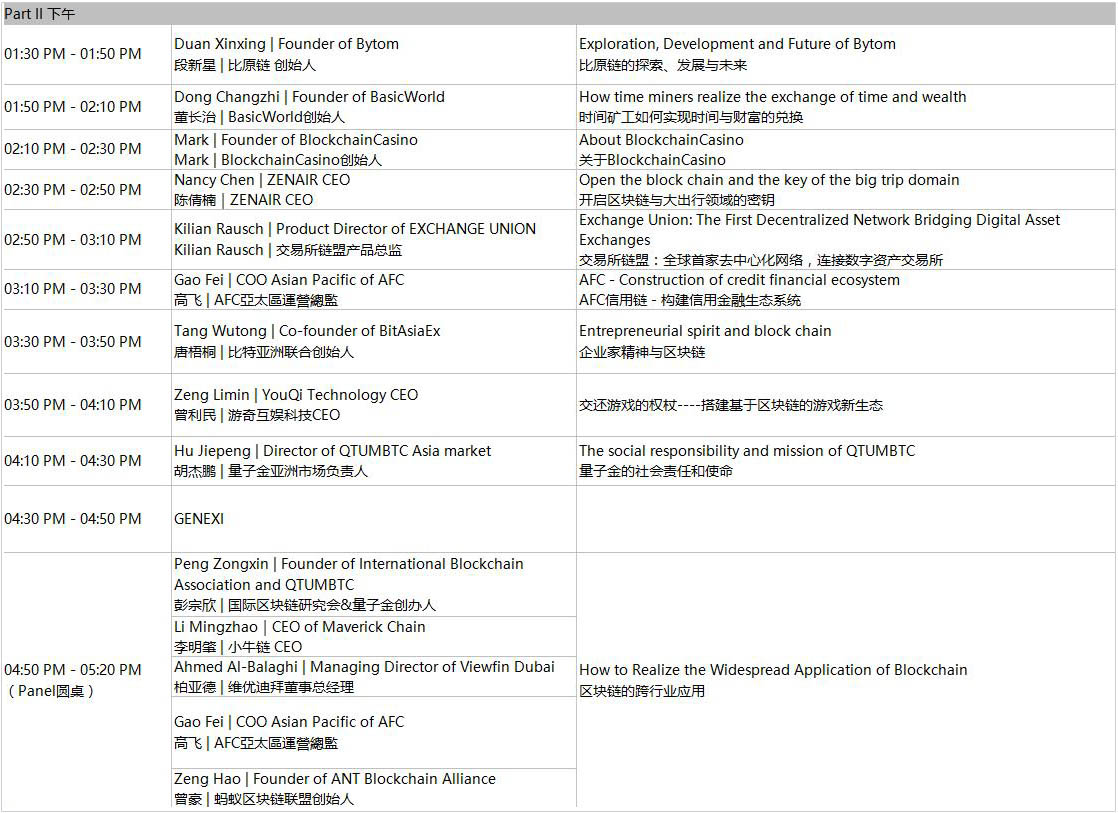 Part II 下午
01:30 PM - 01:50 PM
Duan Xinxing | Founder of Bytom
段新星 | 比原链 创始人
Exploration, Development and Future of Bytom
比原链的探索、发展与未来
01:50 PM - 02:10 PM
Dong Changzhi | Founder of BasicWorld
董长治 | BasicWorld创始人
How time miners realize the exchange of time and wealth
时间矿工如何实现时间与财富的兑换
02:10 PM - 02:30 PM
Mark | Founder of BlockchainCasino
Mark | BlockchainCasino创始人
About BlockchainCasino
关于BlockchainCasino
02:30 PM - 02:50 PM
Nancy Chen | ZENAIR CEO
陈倩楠 | ZENAIR CEO
Open the block chain and the key of the big trip domain
开启区块链与大出行领域的密钥
02:50 PM - 03:10 PM
Kilian Rausch | Product Director of EXCHANGE UNION
Kilian Rausch | 交易所链盟产品总监
Exchange Union: The First Decentralized Network Bridging Digital Asset
Exchanges
交易所链盟：全球首家去中心化网络，连接数字资产交易所
03:10 PM - 03:30 PM
Gao Fei | COO Asian Pacific of AFC
高飞 | AFC亞太區運營總監
AFC - Construction of credit financial ecosystem
AFC信用链 - 构建信用金融生态系统
03:30 PM - 03:50 PM
Tang Wutong | Co-founder of BitAsiaEx
唐梧桐 | 比特亚洲联合创始人
Entrepreneurial spirit and block chain
企业家精神与区块链
03:50 PM - 04:10 PM
Zeng Limin | YouQi Technology CEO
曾利民 | 游奇互娱科技CEO
交还游戏的权杖----搭建基于区块链的游戏新生态
04:10 PM - 04:30 PM
Hu Jiepeng | Director of QTUMBTC Asia market
胡杰鹏 | 量子金亚洲市场负责人
The social responsibility and mission of QTUMBTC
量子金的社会责任和使命
04:30 PM - 04:50 PM
GENEXI
04:50 PM - 05:20 PM
（Panel圆桌）
Peng Zongxin | Founder of International Blockchain
Association and QTUMBTC
彭宗欣 | 国际区块链研究会&量子金创办人
Li Mingzhao | CEO of Maverick Chain
李明肇 | 小牛链 CEO
Ahmed Al-Balaghi | Managing Director of Viewfin Dubai
柏亚德 | 维优迪拜董事总经理
Gao Fei | COO Asian Pacific of AFC
高飞 | AFC亞太區運營總監
Zeng Hao | Founder of ANT Blockchain Alliance
曾豪 | 蚂蚁区块链联盟创始人
How to Realize the Widespread Application of Blockchain
区块链的跨行业应用